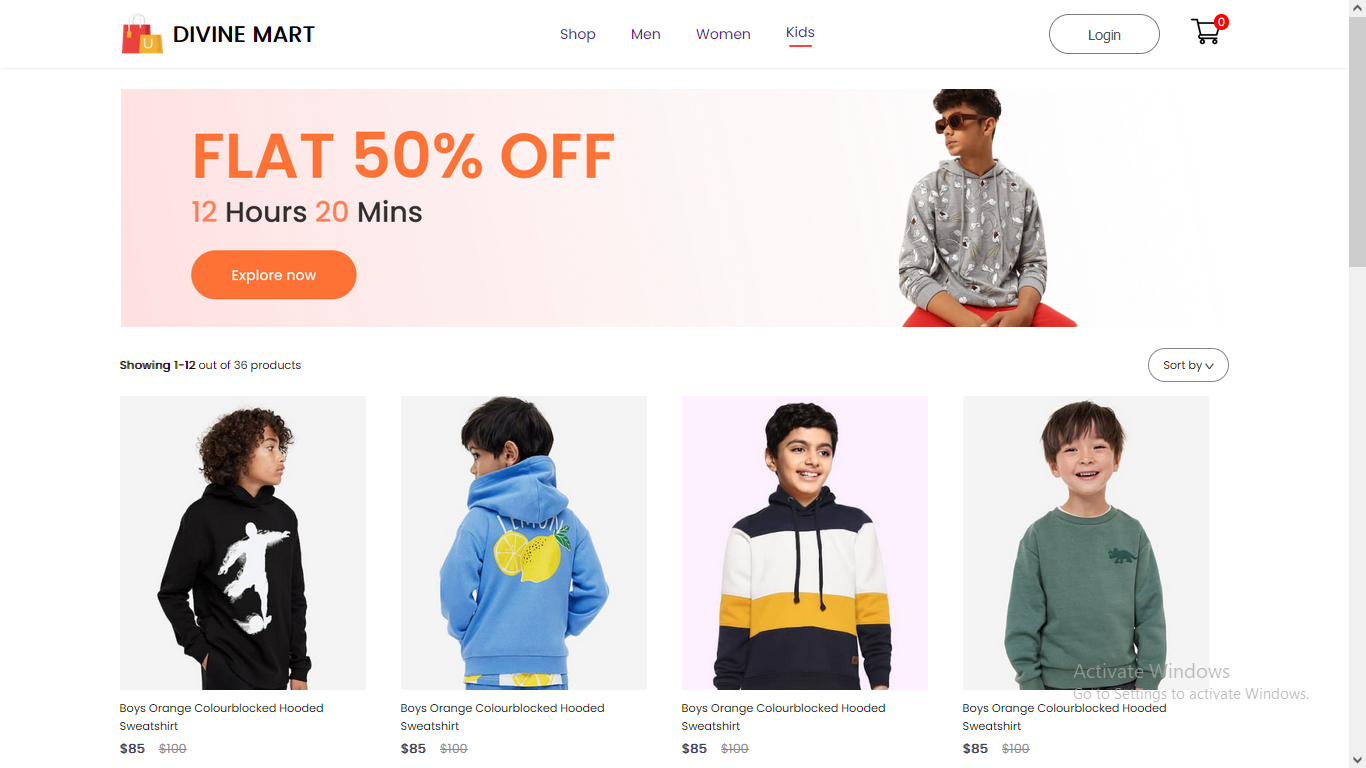 U
DIVINE MART
Shop
Men
Women
Kids
Login
0
FLAT 50% OFF
12 Hours 20 Mins
Explore now
Showing 1-12 out of 36 products
Sort by
LEMON
Boys Orange Colourblocked Hooded
Sweatshirt
$85 $100
Boys Orange Colourblocked Hooded
Sweatshirt
$85 $100
Boys Orange Colourblocked Hooded
Sweatshirt
$85 $100
Boys Orange Colourblocked Hooded
Sweatshirt
$85 $100
Activate Windows
Go to Settings to activate Windows.